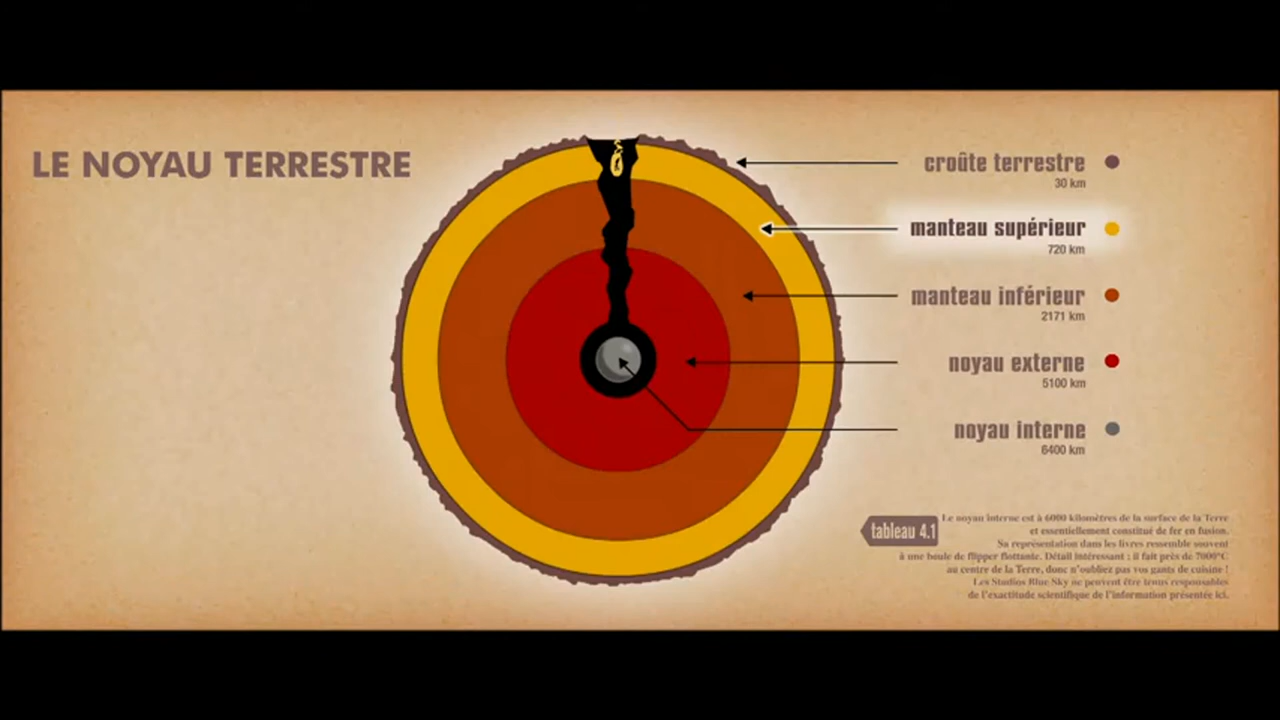 LE NOYAU TERRESTRE
croûte terrestre
30 km
manteau supérieur
720 km
manteau inférieur
2171 km
noyau externe
5100 km
noyau interne
6400 km
tableau 4.1
Le noyau interne est à 6000 kilomètres de la surface de la Terre
et essentiellement constitué de fer en fusion.
Sa représentation dans les livres ressemble souvent
à une boule de flipper flottante. Détail intéressant : il fait près de 7000°C
au centre de la Terre, donc n'oubliez pas vos gants de cuisine !
Les Studios Blue Sky ne peuvent être tenus responsables
de l'exactitude scientifique de l'information présentée ici.